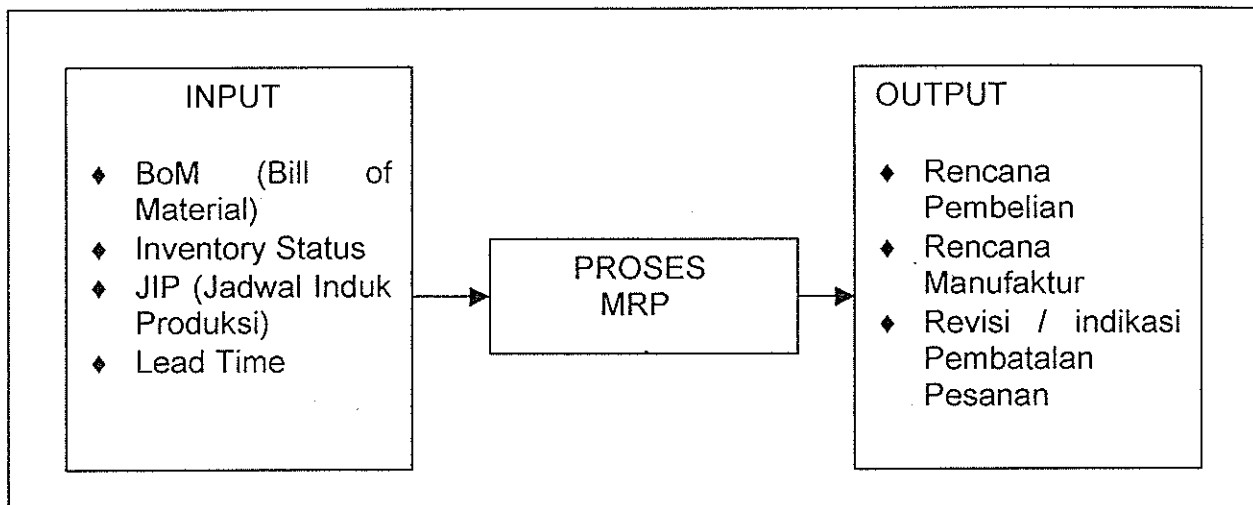 INPUT
♦ BoM (Bill of
Material)
♦ Inventory Status
♦ JIP (Jadwal Induk
Produksi)
♦ Lead Time
PROSES
MRP
OUTPUT
♦ Rencana
Pembelian
♦ Rencana
Manufaktur
♦ Revisi / indikasi
Pembatalan
Pesanan